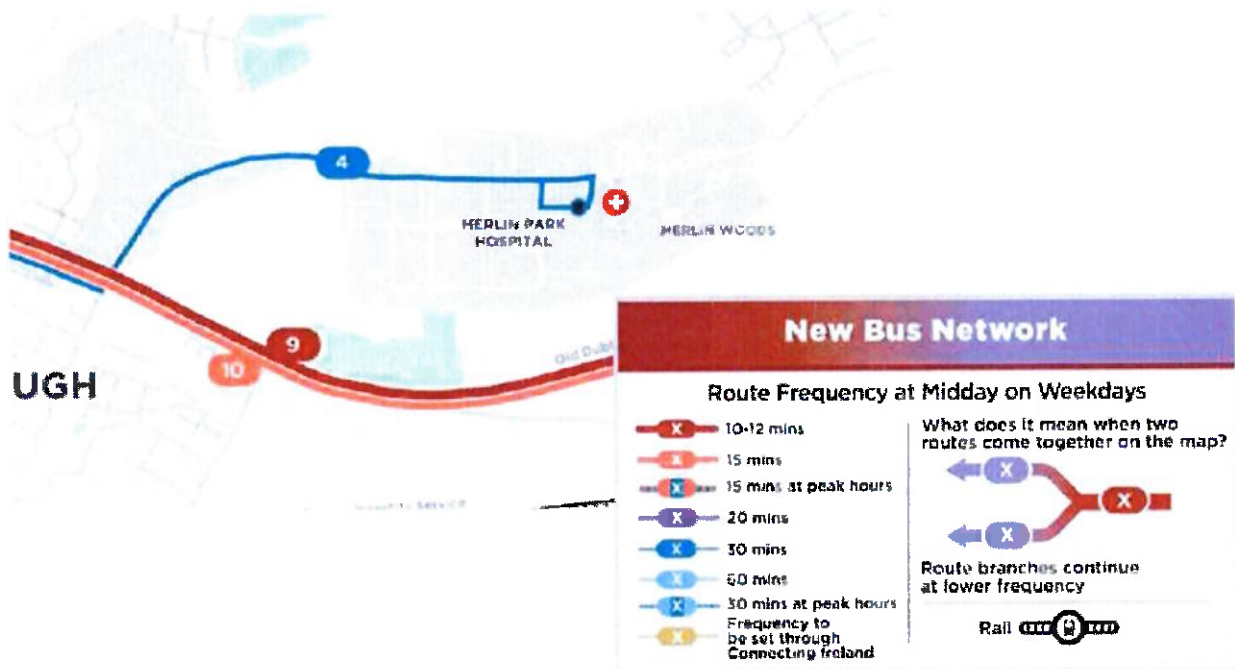 4
HERLIN PARK
HOSPITAL
MERLIN WOODS
9
10
UGH
Old Dubl
New Bus Network
Route Frequency at Midday on Weekdays
X 10-12 mins
X 15 mins
X 15 mins at peak hours
X 20 mins
X 30 mins
X 60 mins
X 30 mins at peak hours
X Frequency to
be set through
Connecting Ireland
What does it mean when two
routes come together on the map?
X
X
X
Route branches continue
at lower frequency
Rail